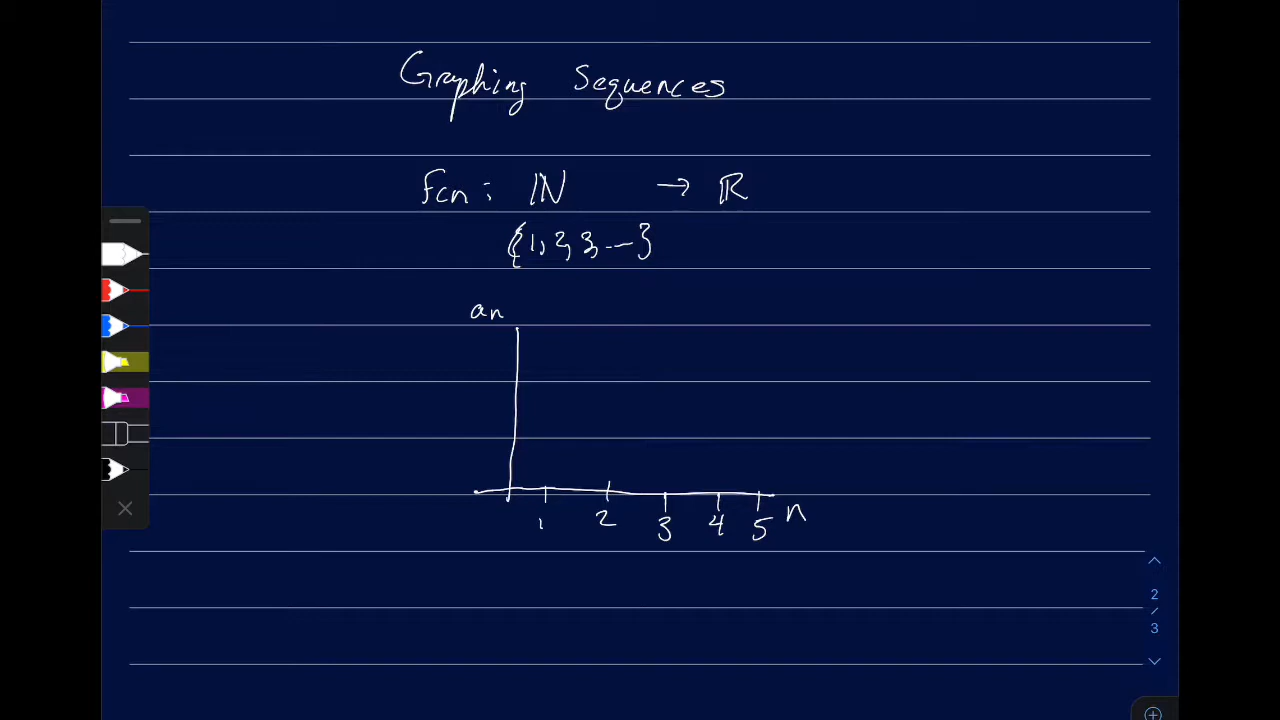 Graphing Sequences
Fcn : ℕ → ℝ
{1, 2, 3, ... }
an
1 2 3 4 5 n
2
/
3